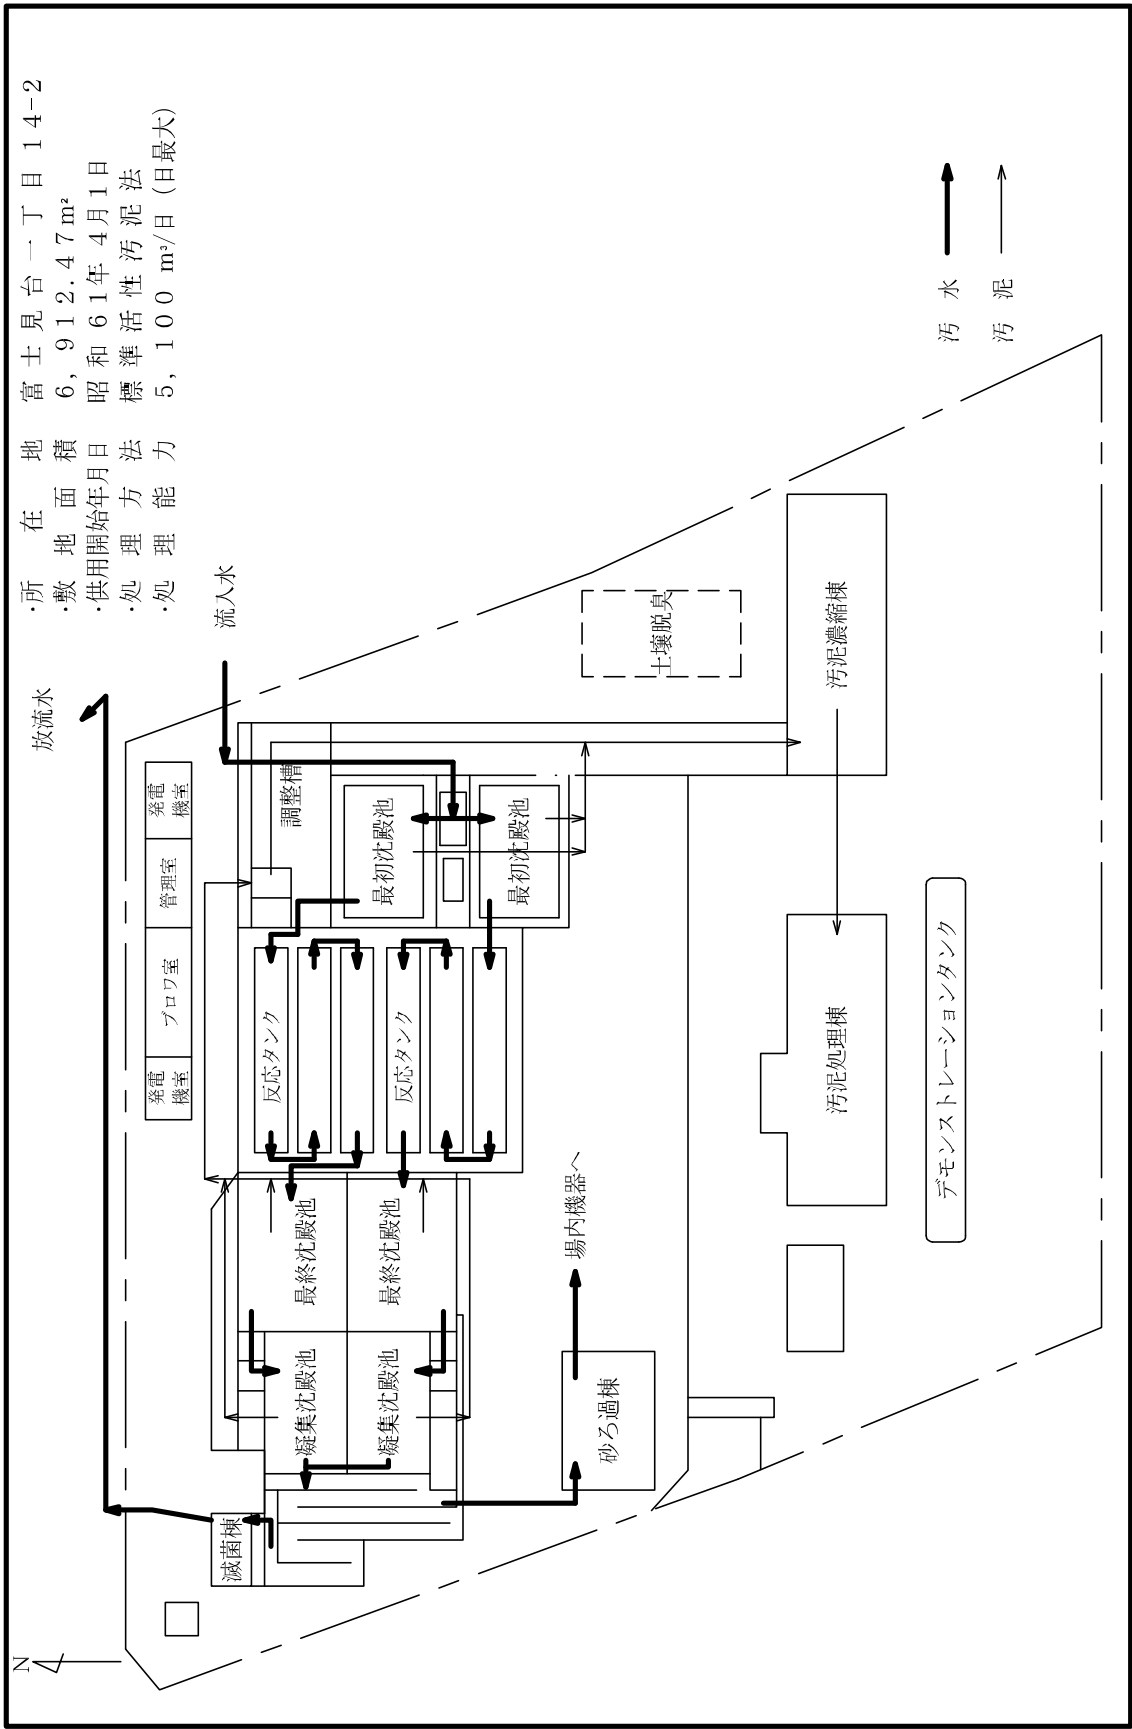 ・所在地 富士見台一丁目14-2
・敷地面積 6,912.47m²
・供用開始年月日 昭和61年4月1日
・処理方法 標準活性汚泥法
・処理能力 5,100 m³/日(日最大)
放流水
流入水
発電機室
管理室
ブロワ室
発電機室
調整槽
最初沈殿池
最初沈殿池
反応タンク
反応タンク
最終沈殿池
最終沈殿池
凝集沈殿池
凝集沈殿池
滅菌棟
砂ろ過棟
場内機器へ
土壌脱臭
汚泥濃縮棟
汚泥処理棟
デモンストレーションタンク
汚水
汚泥
N